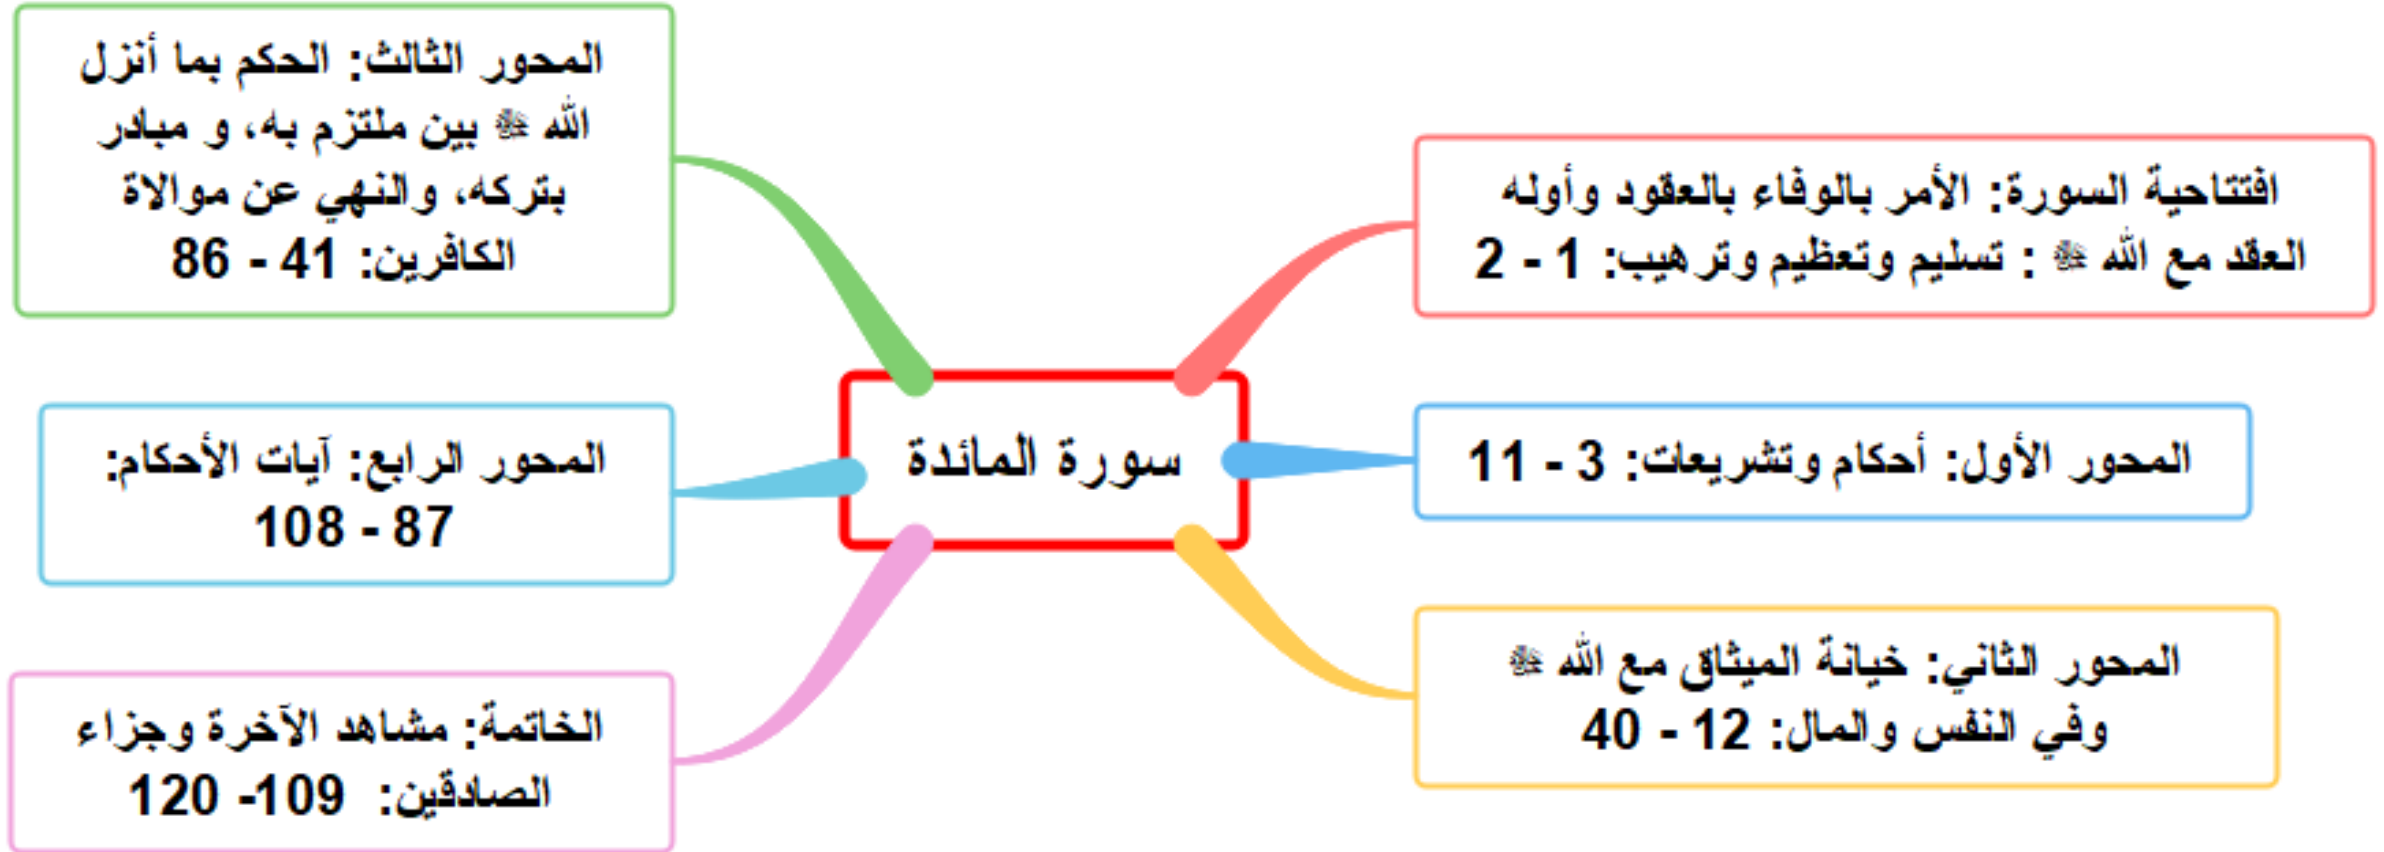 سورة المائدة
افتتاحية السورة: الأمر بالوفاء بالعقود وأوله
العقد مع الله ﷻ : تسليم وتعظيم وترهيب: 1 - 2
المحور الأول: أحكام وتشريعات: 3 - 11
المحور الثاني: خيانة الميثاق مع الله ﷻ
وفي النفس والمال: 12 - 40
المحور الثالث: الحكم بما أنزل
الله ﷻ بين ملتزم به، و مبادر
بتركه، والنهي عن موالاة
الكافرين: 41 - 86
المحور الرابع: آيات الأحكام:
87 - 108
الخاتمة: مشاهد الآخرة وجزاء
الصادقين: 109- 120